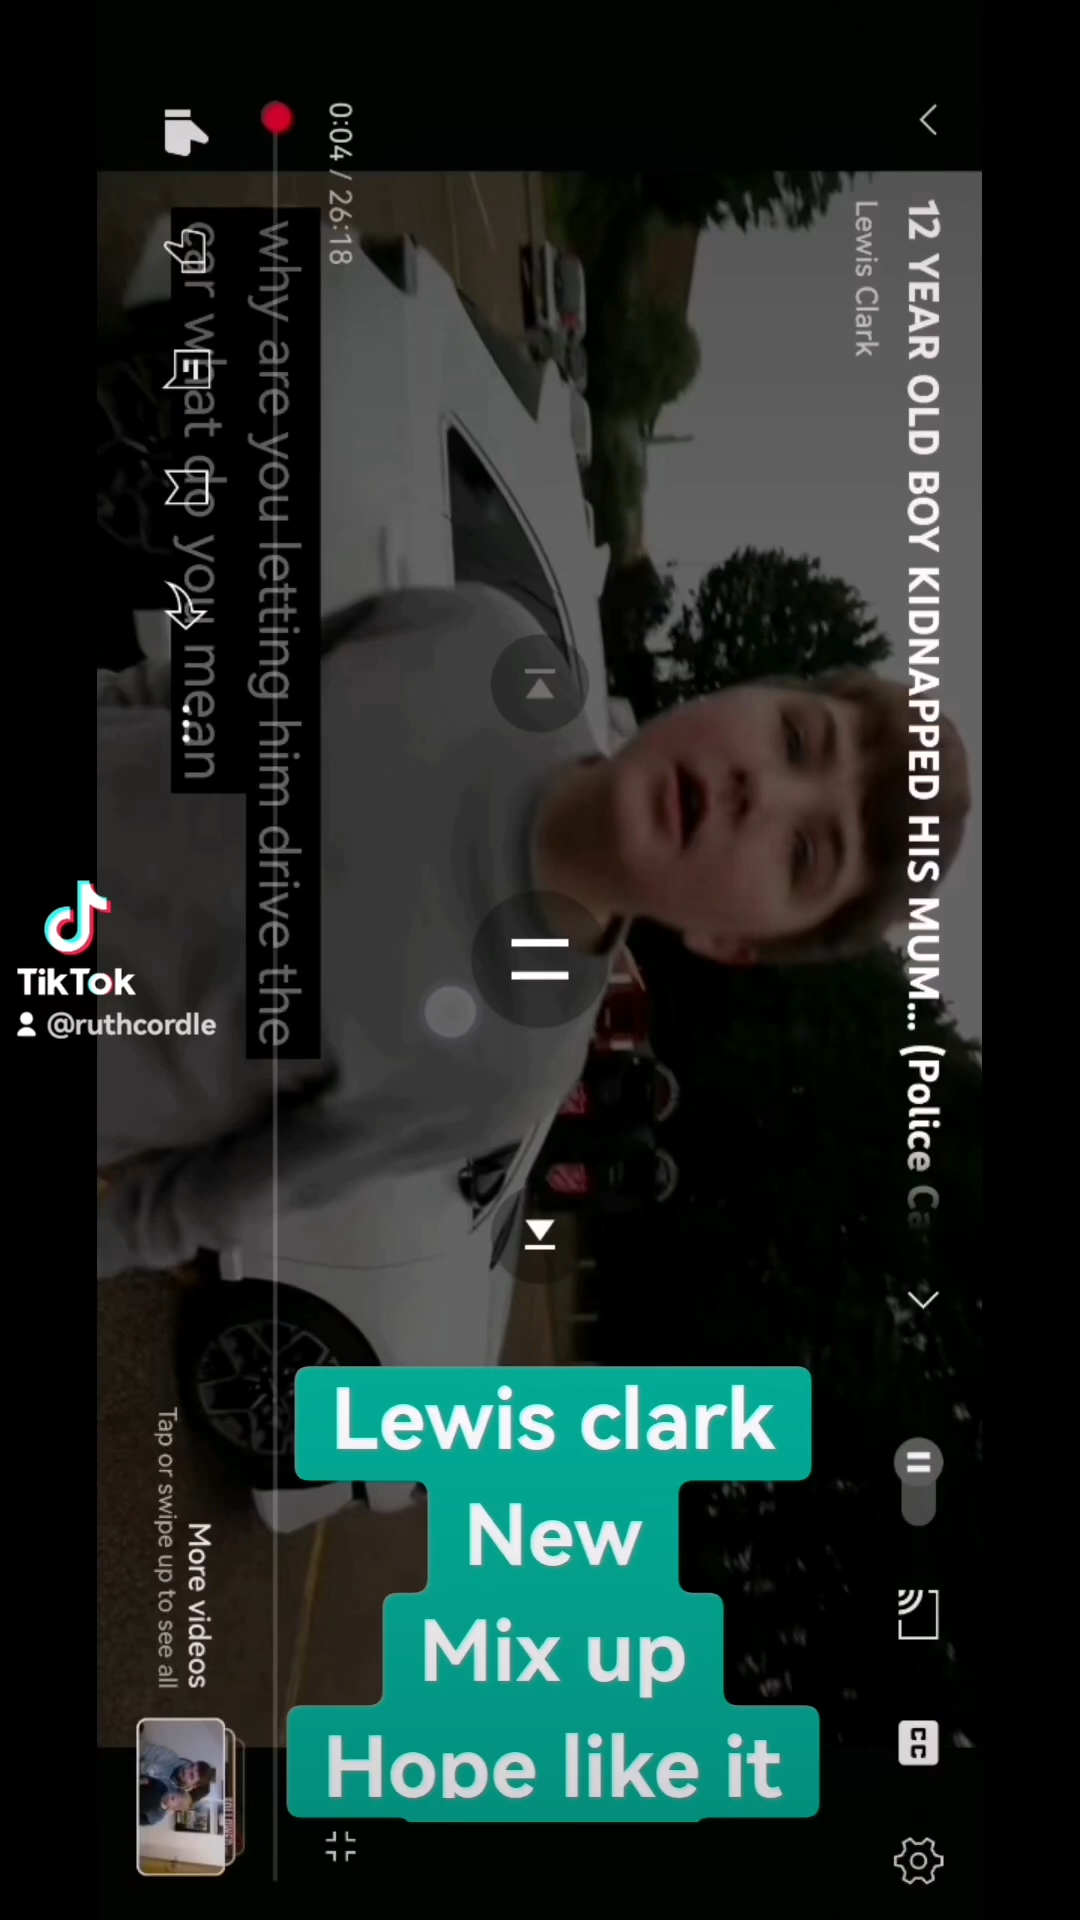 12 YEAR OLD BOY KIDNAPPED HIS MUM... (Police Ca
Lewis Clark
0:04 / 26:18
why are you letting him drive the
car what do you mean
More videos
Tap or swipe up to see all
CC
TikTok
@ruthcordle
Lewis clark
New
Mix up
Hope like it